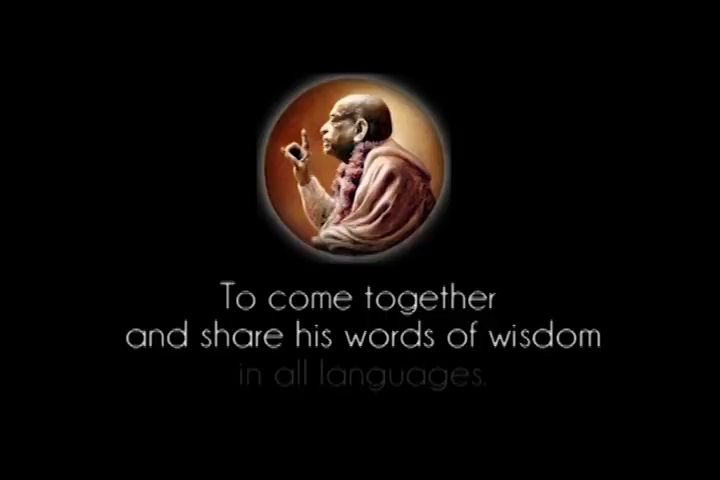 To come together
and share his words of wisdom
in all languages.